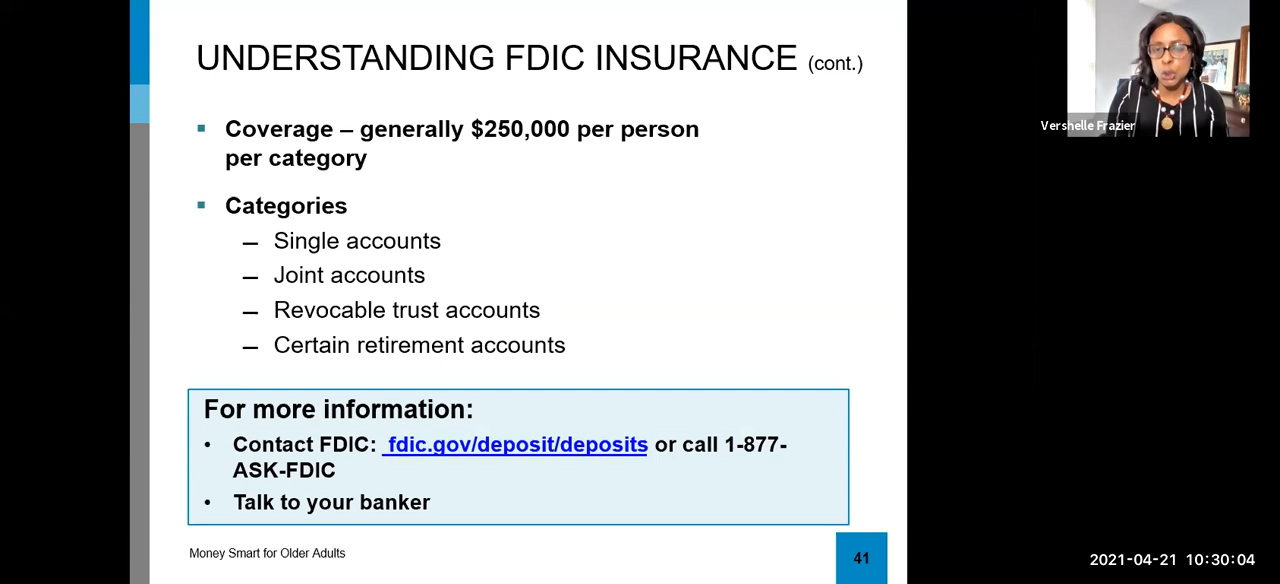 UNDERSTANDING FDIC INSURANCE (cont.)
▪ Coverage – generally $250,000 per person
per category
▪ Categories
– Single accounts
– Joint accounts
– Revocable trust accounts
– Certain retirement accounts
For more information:
• Contact FDIC: fdic.gov/deposit/deposits or call 1-877-
ASK-FDIC
• Talk to your banker
Money Smart for Older Adults
41
Vershelle Frazier
2021-04-21 10:30:04